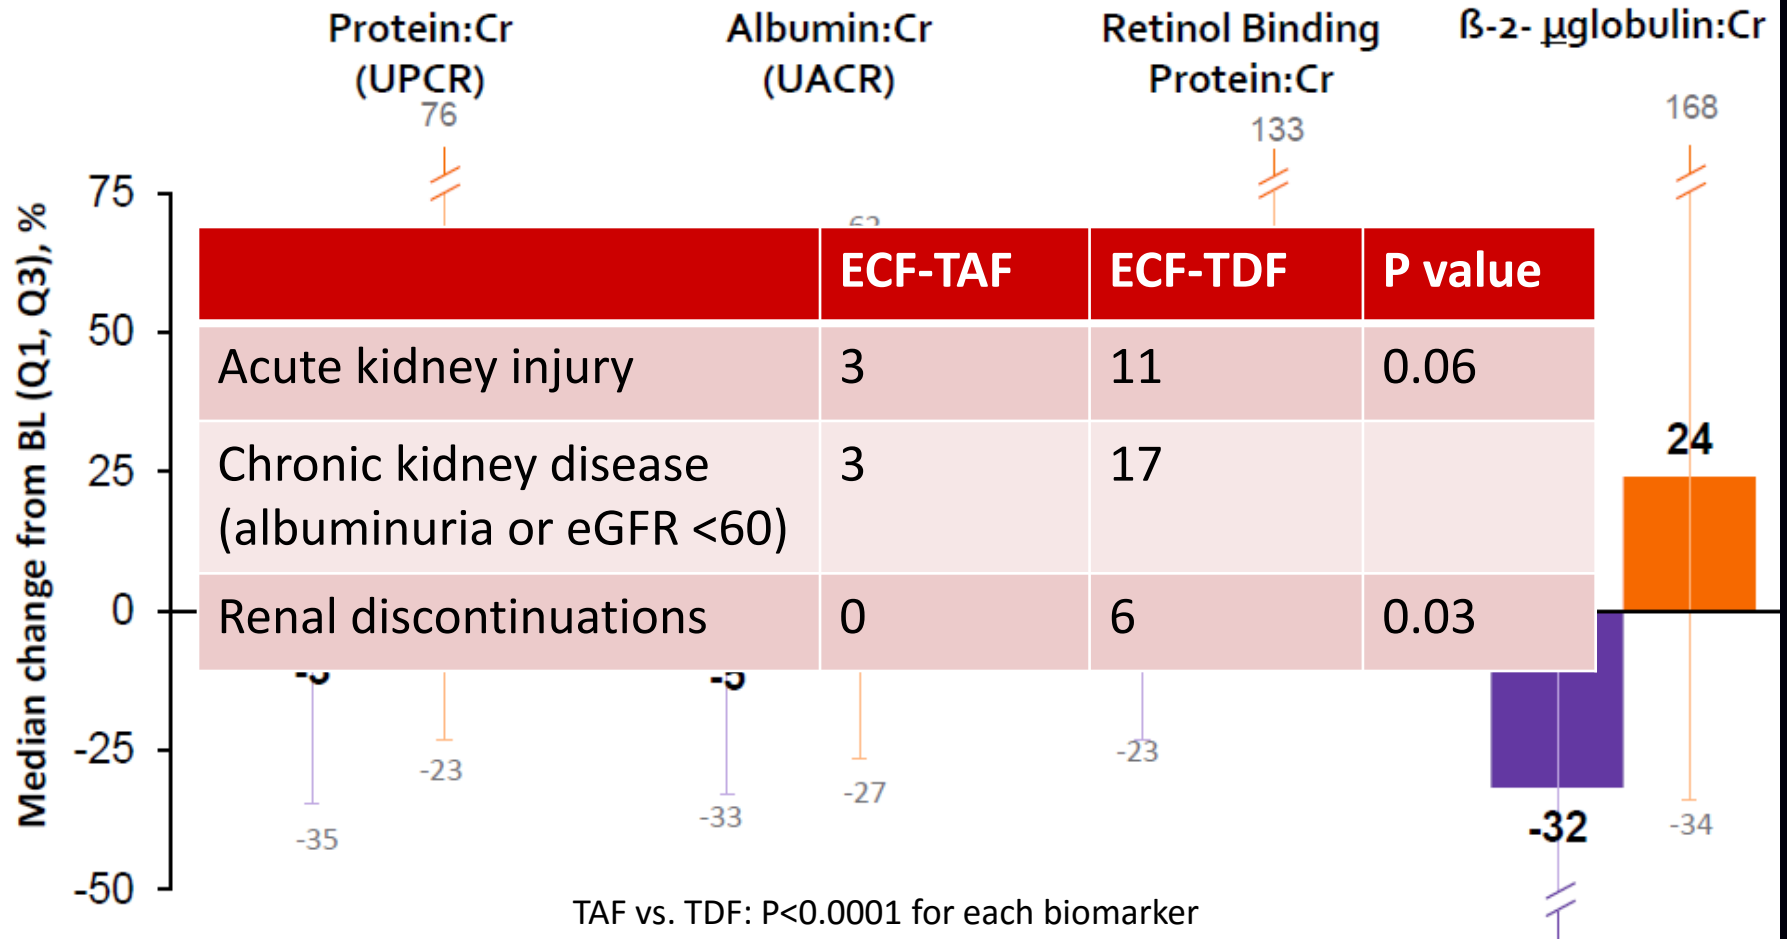 Protein:Cr
(UPCR)
Albumin:Cr
(UACR)
Retinol Binding
Protein:Cr
ß-2- µglobulin:Cr
76
133
168
Median change from BL (Q1, Q3), %
75
50
25
0
-25
-50
ECF-TAF ECF-TDF P value
Acute kidney injury 3 11 0.06
Chronic kidney disease
(albuminuria or eGFR <60) 3 17
Renal discontinuations 0 6 0.03
24
-5
-23
-35
-33
-27
-23
-32
-34
TAF vs. TDF: P<0.0001 for each biomarker